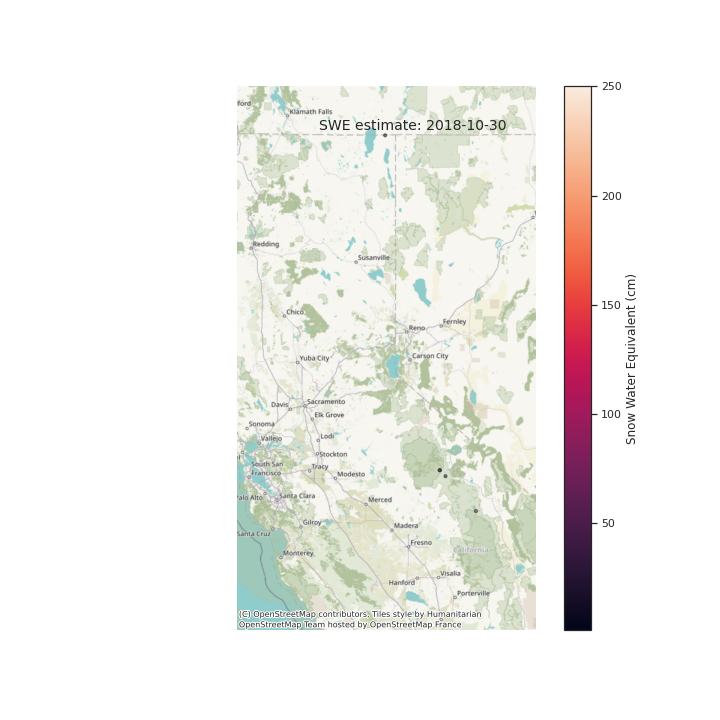 ford
Klamath Falls
SWE estimate: 2018-10-30
Redding
Susanville
Chico
Reno
Fernley
Yuba City
Carson City
Davis
Sacramento
Elk Grove
Sonoma
Lodi
Vallejo
Stockton
South San
Francisco
Tracy
Modesto
Palo Alto
Santa Clara
Merced
Gilroy
Madera
Santa Cruz
Fresno
California
Monterey
Hanford
Visalia
Porterville
(C) OpenStreetMap contributors, Tiles style by Humanitarian
OpenStreetMap Team hosted by OpenStreetMap France
250
200
150
100
50
Snow Water Equivalent (cm)